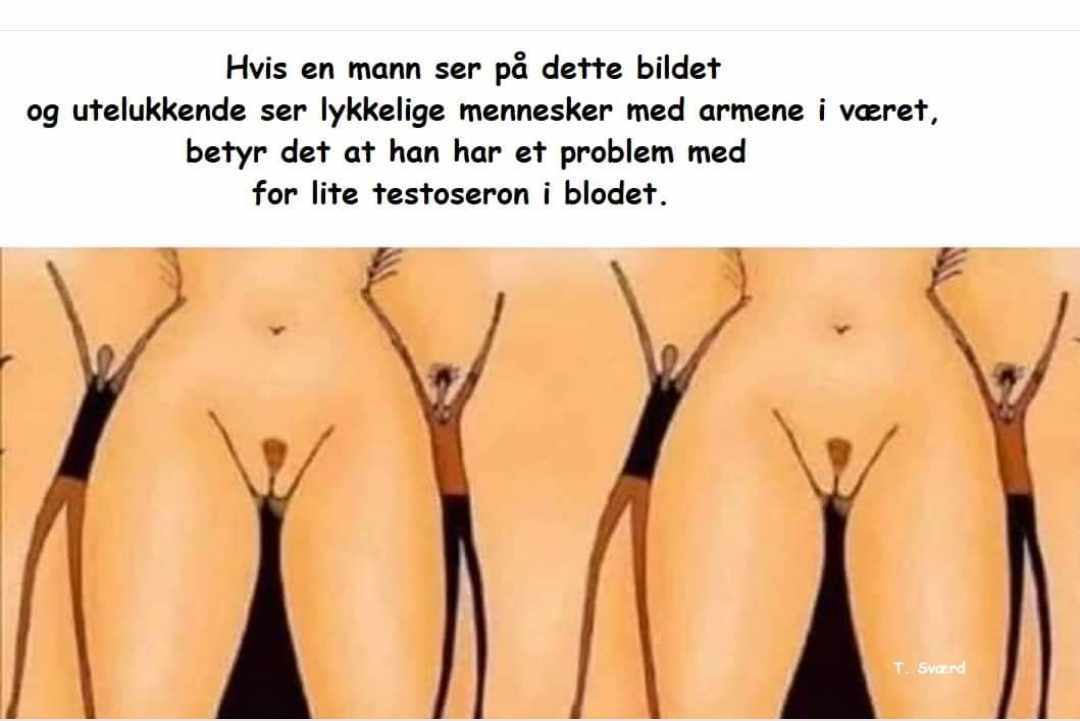 Hvis en mann ser på dette bildet
og utelukkende ser lykkelige mennesker med armene i været,
betyr det at han har et problem med
for lite testoseron i blodet.
T. Sværd